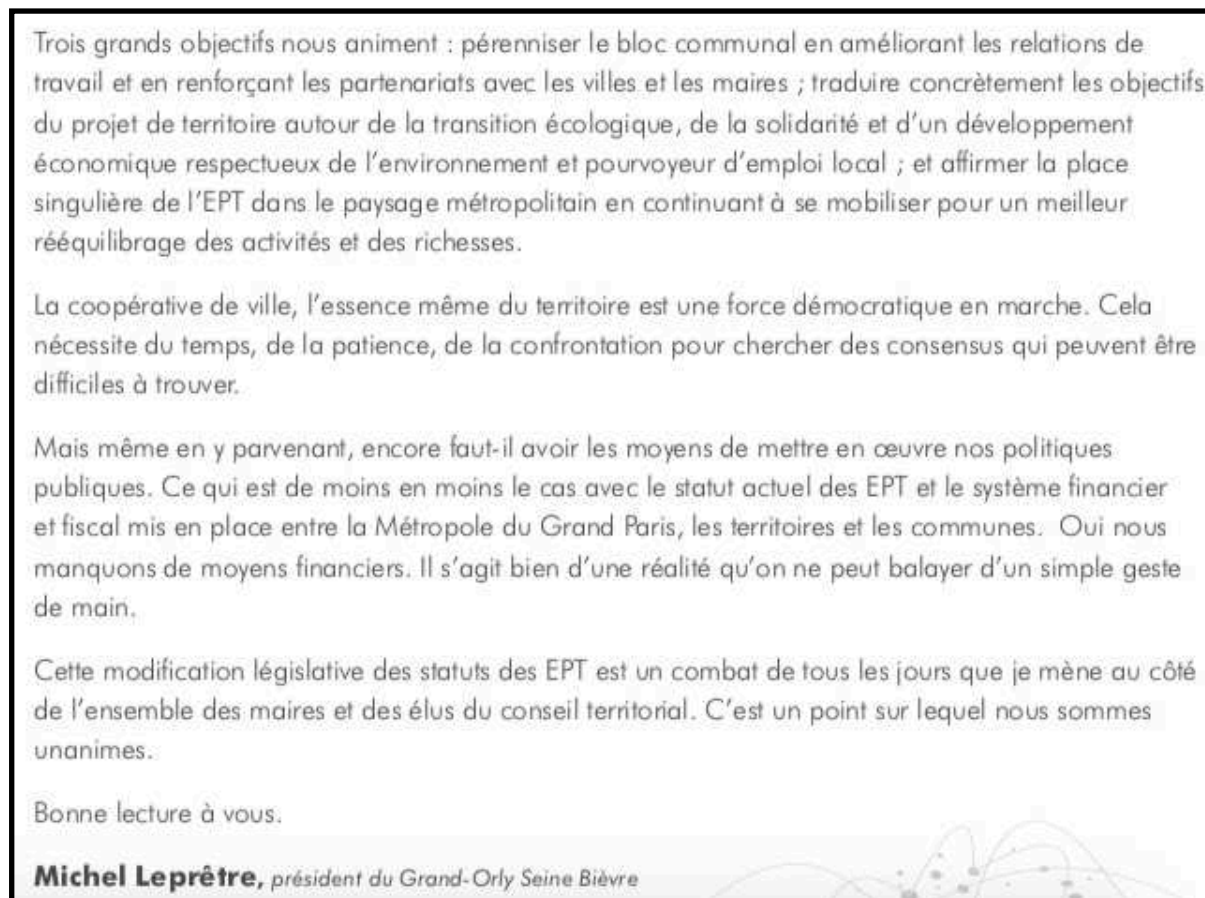 Trois grands objectifs nous animent : pérenniser le bloc communal en améliorant les relations de
travail et en renforçant les partenariats avec les villes et les maires ; traduire concrètement les objectifs
du projet de territoire autour de la transition écologique, de la solidarité et d'un développement
économique respectueux de l'environnement et pourvoyeur d'emploi local ; et affirmer la place
singulière de l'EPT dans le paysage métropolitain en continuant à se mobiliser pour un meilleur
rééquilibrage des activités et des richesses.
La coopérative de ville, l'essence même du territoire est une force démocratique en marche. Cela
nécessite du temps, de la patience, de la confrontation pour chercher des consensus qui peuvent être
difficiles à trouver.
Mais même en y parvenant, encore faut-il avoir les moyens de mettre en œuvre nos politiques
publiques. Ce qui est de moins en moins le cas avec le statut actuel des EPT et le système financier
et fiscal mis en place entre la Métropole du Grand Paris, les territoires et les communes. Oui nous
manquons de moyens financiers. Il s'agit bien d'une réalité qu'on ne peut balayer d'un simple geste
de main.
Cette modification législative des statuts des EPT est un combat de tous les jours que je mène au côté
de l'ensemble des maires et des élus du conseil territorial. C'est un point sur lequel nous sommes
unanimes.
Bonne lecture à vous.
Michel Leprêtre, président du Grand-Orly Seine Bièvre